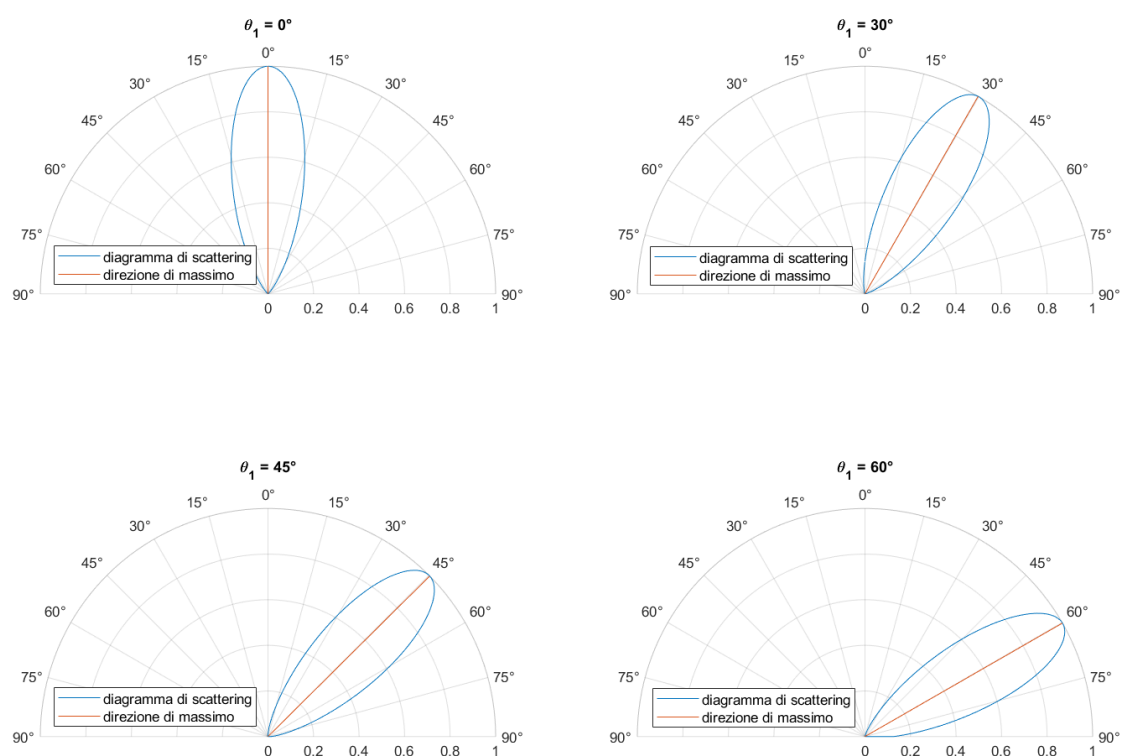 θ1 = 0°
0°
15° 15°
30° 30°
45° 45°
60° 60°
75° 75°
90° 90°
diagramma di scattering
direzione di massimo
0 0.2 0.4 0.6 0.8 1
θ1 = 30°
0°
15° 15°
30° 30°
45° 45°
60° 60°
75° 75°
90° 90°
diagramma di scattering
direzione di massimo
0 0.2 0.4 0.6 0.8 1
θ1 = 45°
0°
15° 15°
30° 30°
45° 45°
60° 60°
75° 75°
90° 90°
diagramma di scattering
direzione di massimo
0 0.2 0.4 0.6 0.8 1
θ1 = 60°
0°
15° 15°
30° 30°
45° 45°
60° 60°
75° 75°
90° 90°
diagramma di scattering
direzione di massimo
0 0.2 0.4 0.6 0.8 1